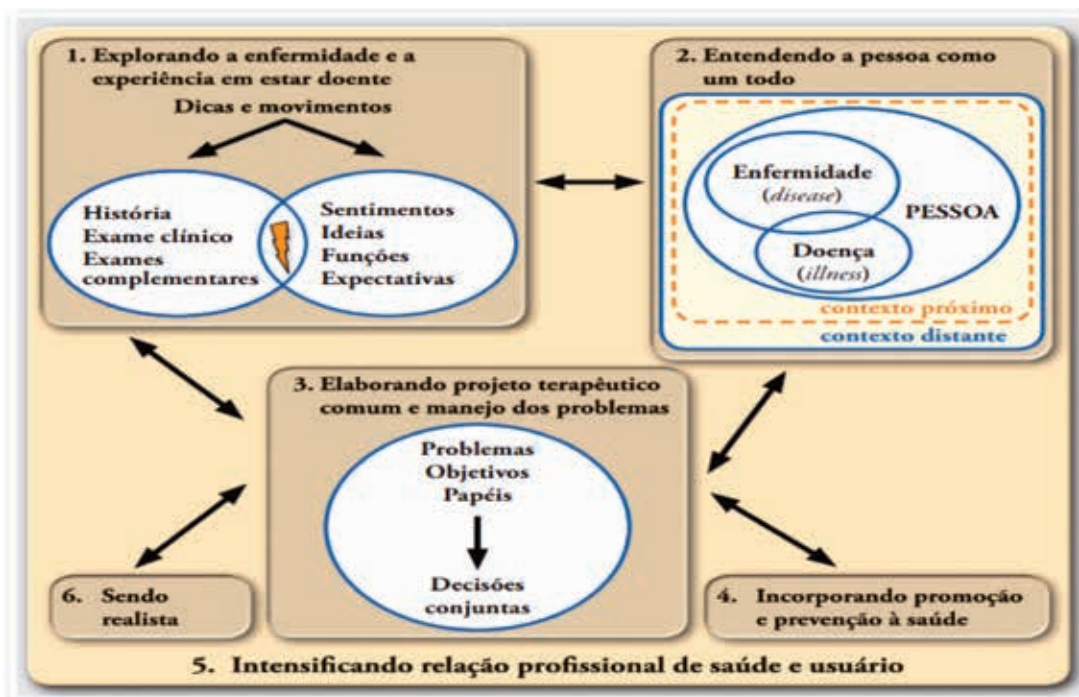 1. Explorando a enfermidade e a
experiência em estar doente
Dicas e movimentos
História
Exame clínico
Exames
complementares
Sentimentos
Ideias
Funções
Expectativas
2. Entendendo a pessoa como
um todo
Enfermidade
(disease)
PESSOA
Doença
(illness)
contexto próximo
contexto distante
3. Elaborando projeto terapêutico
comum e manejo dos problemas
Problemas
Objetivos
Papéis
Decisões
conjuntas
6. Sendo
realista
4. Incorporando promoção
e prevenção à saúde
5. Intensificando relação profissional de saúde e usuário